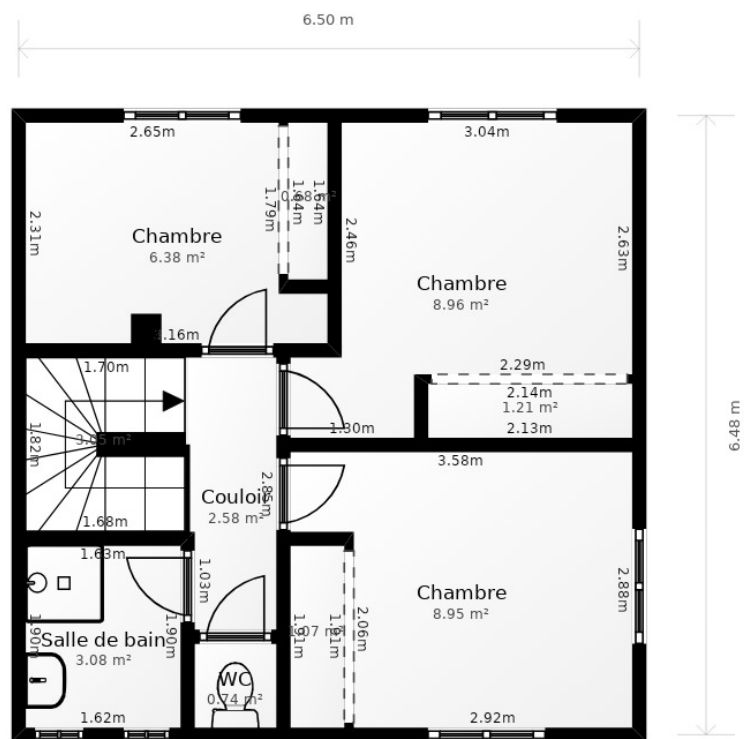 6.50 m
2.65m
3.04m
1.79m
1.64m
1.64m
0.68 m²
2.31m
Chambre
6.38 m²
2.46m
2.63m
Chambre
8.96 m²
3.16m
1.70m
2.29m
2.14m
1.21 m²
2.13m
6.48 m
1.82m
1.30m
3.58m
2.85m
Couloir
2.58 m²
1.68m
1.63m
1.03m
Chambre
8.95 m²
2.88m
1.90m
Salle de bain
3.08 m²
1.90m
1.91m
1.07 m²
1.91m
2.06m
WC
0.74 m²
1.62m
2.92m